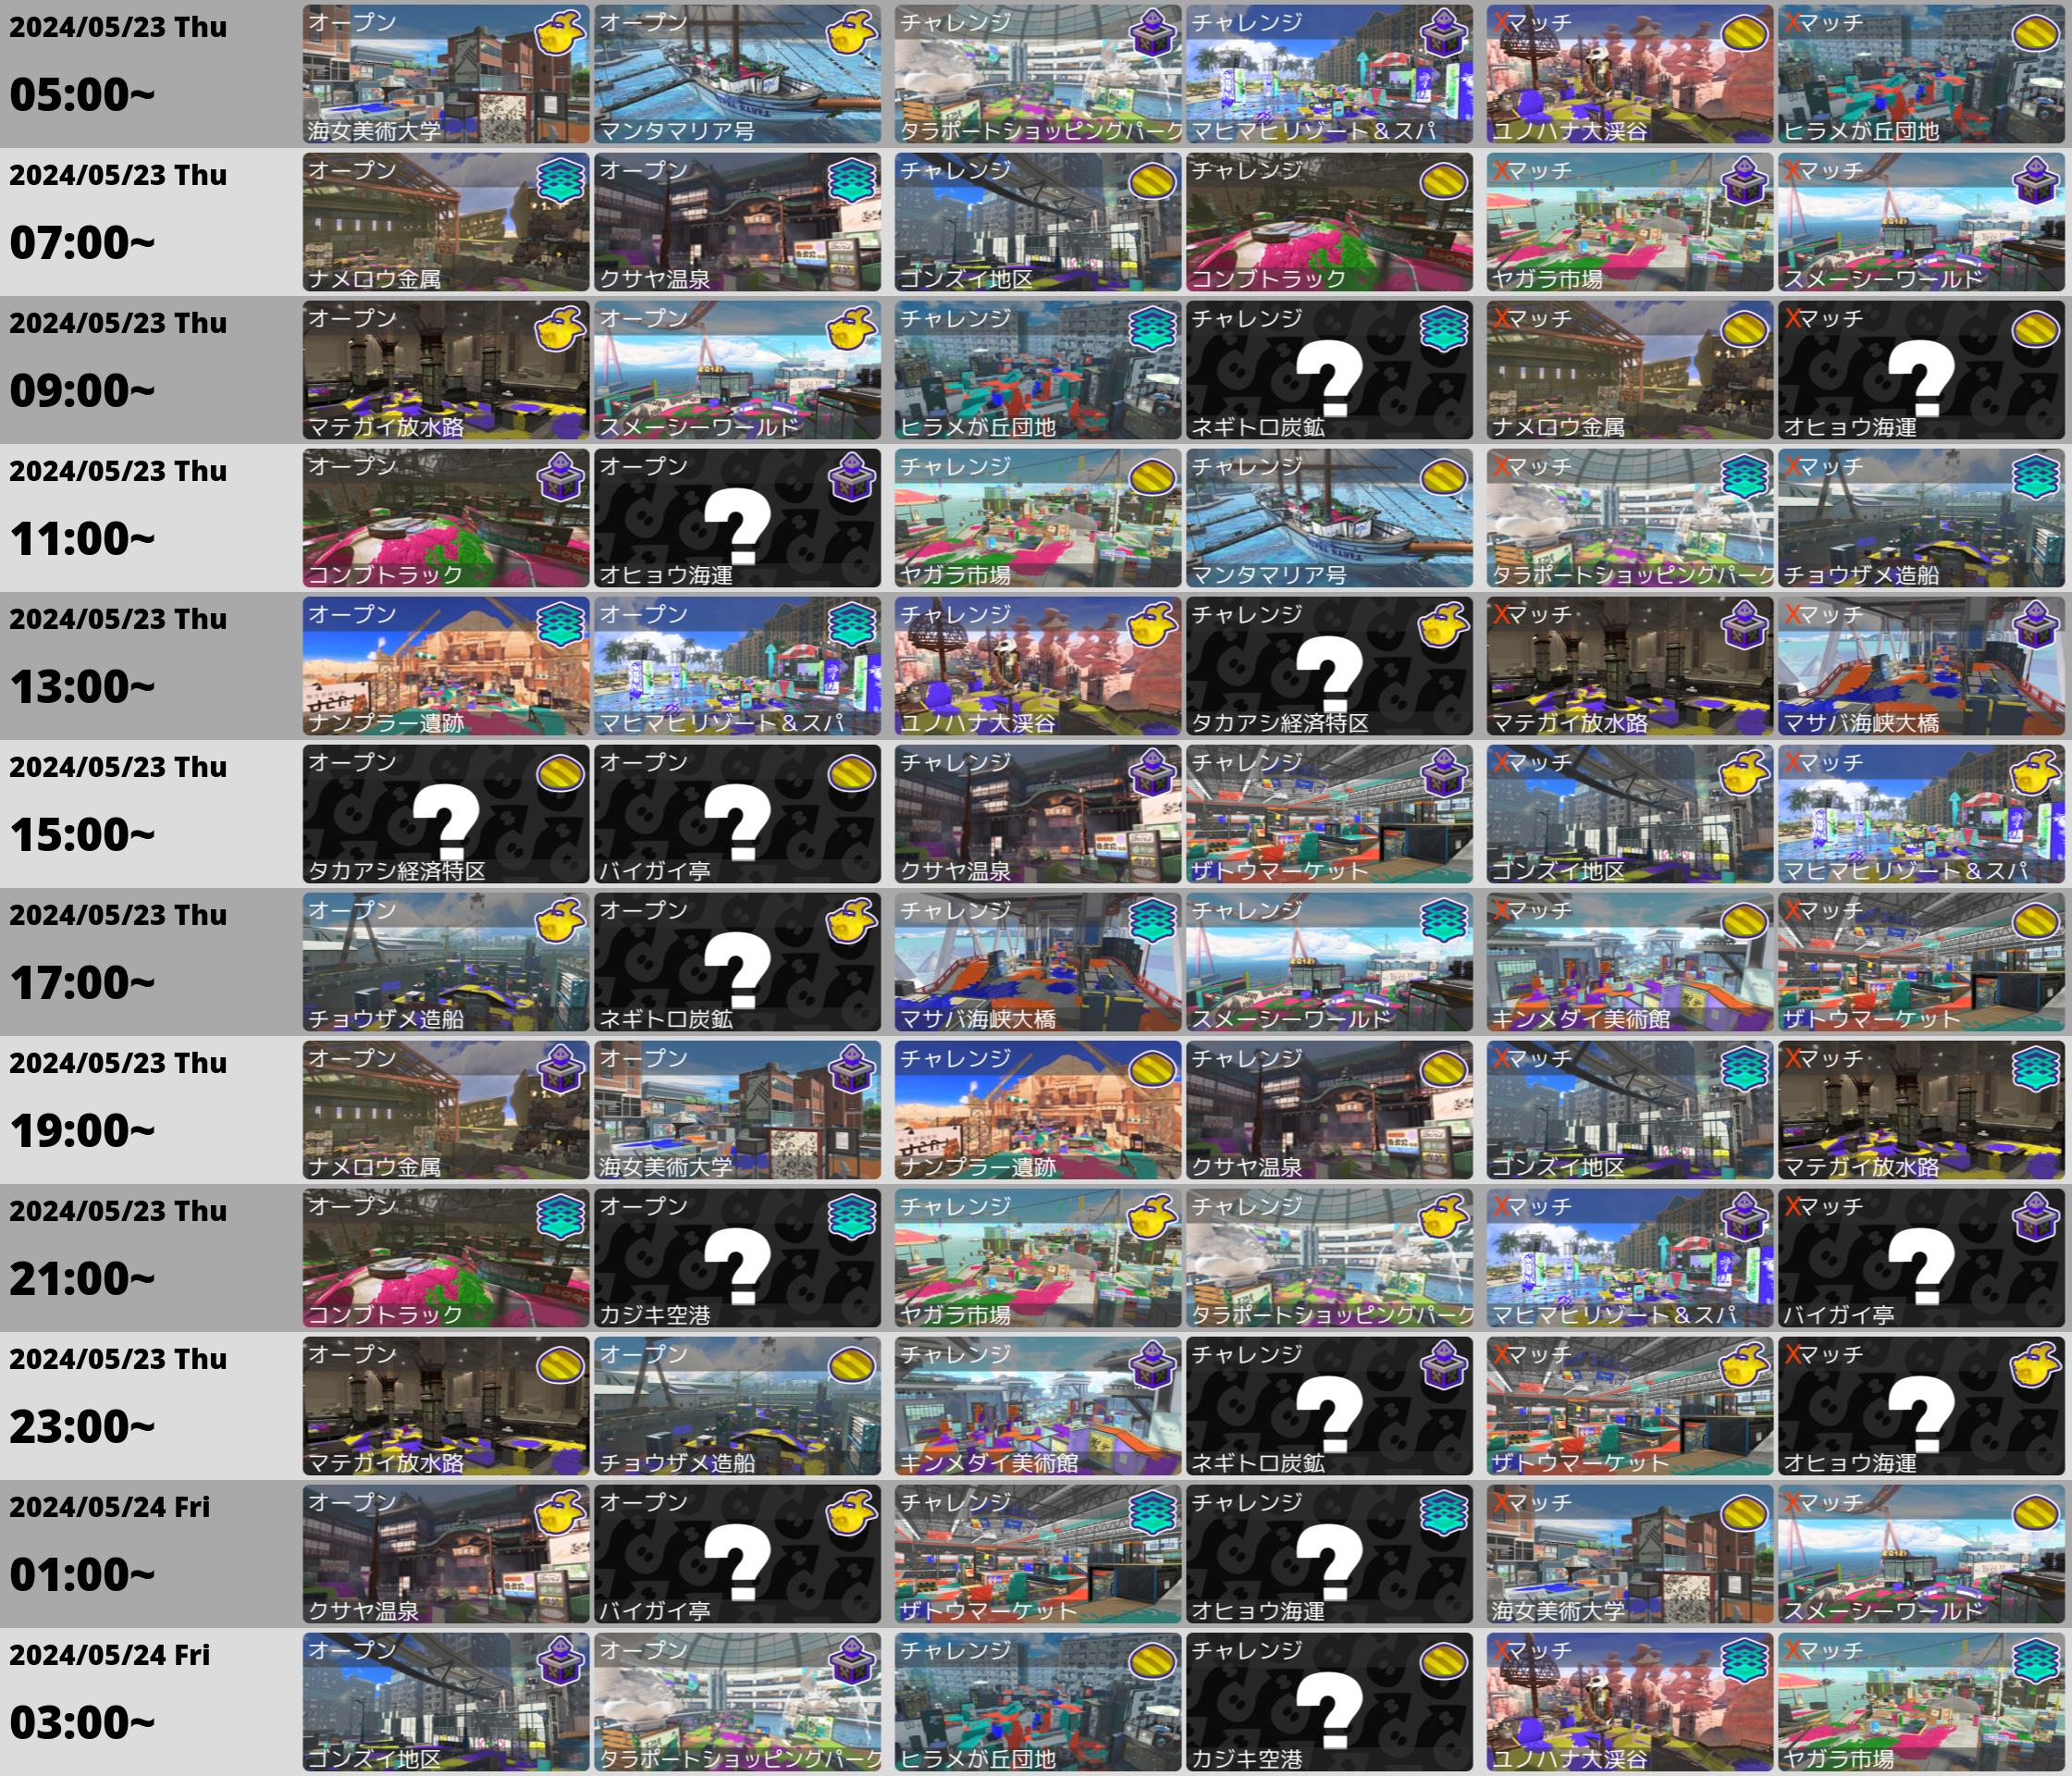 2024/05/23 Thu
05:00~
オープン
海女美術大学
オープン
マンタマリア号
チャレンジ
タラポートショッピングパーク
チャレンジ
マヒマヒリゾート＆スパ
Xマッチ
ユノハナ大渓谷
Xマッチ
ヒラメが丘団地
2024/05/23 Thu
07:00~
オープン
ナメロウ金属
オープン
クサヤ温泉
チャレンジ
ゴンズイ地区
チャレンジ
コンブトラック
Xマッチ
ヤガラ市場
Xマッチ
スメーシーワールド
2024/05/23 Thu
09:00~
オープン
マテガイ放水路
オープン
スメーシーワールド
チャレンジ
ヒラメが丘団地
チャレンジ
?
ネギトロ炭鉱
Xマッチ
ナメロウ金属
Xマッチ
?
オヒョウ海運
2024/05/23 Thu
11:00~
オープン
コンブトラック
オープン
?
オヒョウ海運
チャレンジ
ヤガラ市場
チャレンジ
マンタマリア号
Xマッチ
タラポートショッピングパーク
Xマッチ
チョウザメ造船
2024/05/23 Thu
13:00~
オープン
ナンプラー遺跡
オープン
マヒマヒリゾート＆スパ
チャレンジ
ユノハナ大渓谷
チャレンジ
?
タカアシ経済特区
Xマッチ
マテガイ放水路
Xマッチ
マサバ海峡大橋
2024/05/23 Thu
15:00~
オープン
?
タカアシ経済特区
オープン
?
バイガイ亭
チャレンジ
クサヤ温泉
チャレンジ
ザトウマーケット
Xマッチ
ゴンズイ地区
Xマッチ
マヒマヒリゾート＆スパ
2024/05/23 Thu
17:00~
オープン
チョウザメ造船
オープン
?
ネギトロ炭鉱
チャレンジ
マサバ海峡大橋
チャレンジ
スメーシーワールド
Xマッチ
キンメダイ美術館
Xマッチ
ザトウマーケット
2024/05/23 Thu
19:00~
オープン
ナメロウ金属
オープン
海女美術大学
チャレンジ
ナンプラー遺跡
チャレンジ
クサヤ温泉
Xマッチ
ゴンズイ地区
Xマッチ
マテガイ放水路
2024/05/23 Thu
21:00~
オープン
コンブトラック
オープン
?
カジキ空港
チャレンジ
ヤガラ市場
チャレンジ
タラポートショッピングパーク
Xマッチ
マヒマヒリゾート＆スパ
Xマッチ
?
バイガイ亭
2024/05/23 Thu
23:00~
オープン
マテガイ放水路
オープン
チョウザメ造船
チャレンジ
キンメダイ美術館
チャレンジ
?
ネギトロ炭鉱
Xマッチ
ザトウマーケット
Xマッチ
?
オヒョウ海運
2024/05/24 Fri
01:00~
オープン
クサヤ温泉
オープン
?
バイガイ亭
チャレンジ
ザトウマーケット
チャレンジ
?
オヒョウ海運
Xマッチ
海女美術大学
Xマッチ
スメーシーワールド
2024/05/24 Fri
03:00~
オープン
ゴンズイ地区
オープン
タラポートショッピングパーク
チャレンジ
ヒラメが丘団地
チャレンジ
?
カジキ空港
Xマッチ
ユノハナ大渓谷
Xマッチ
ヤガラ市場